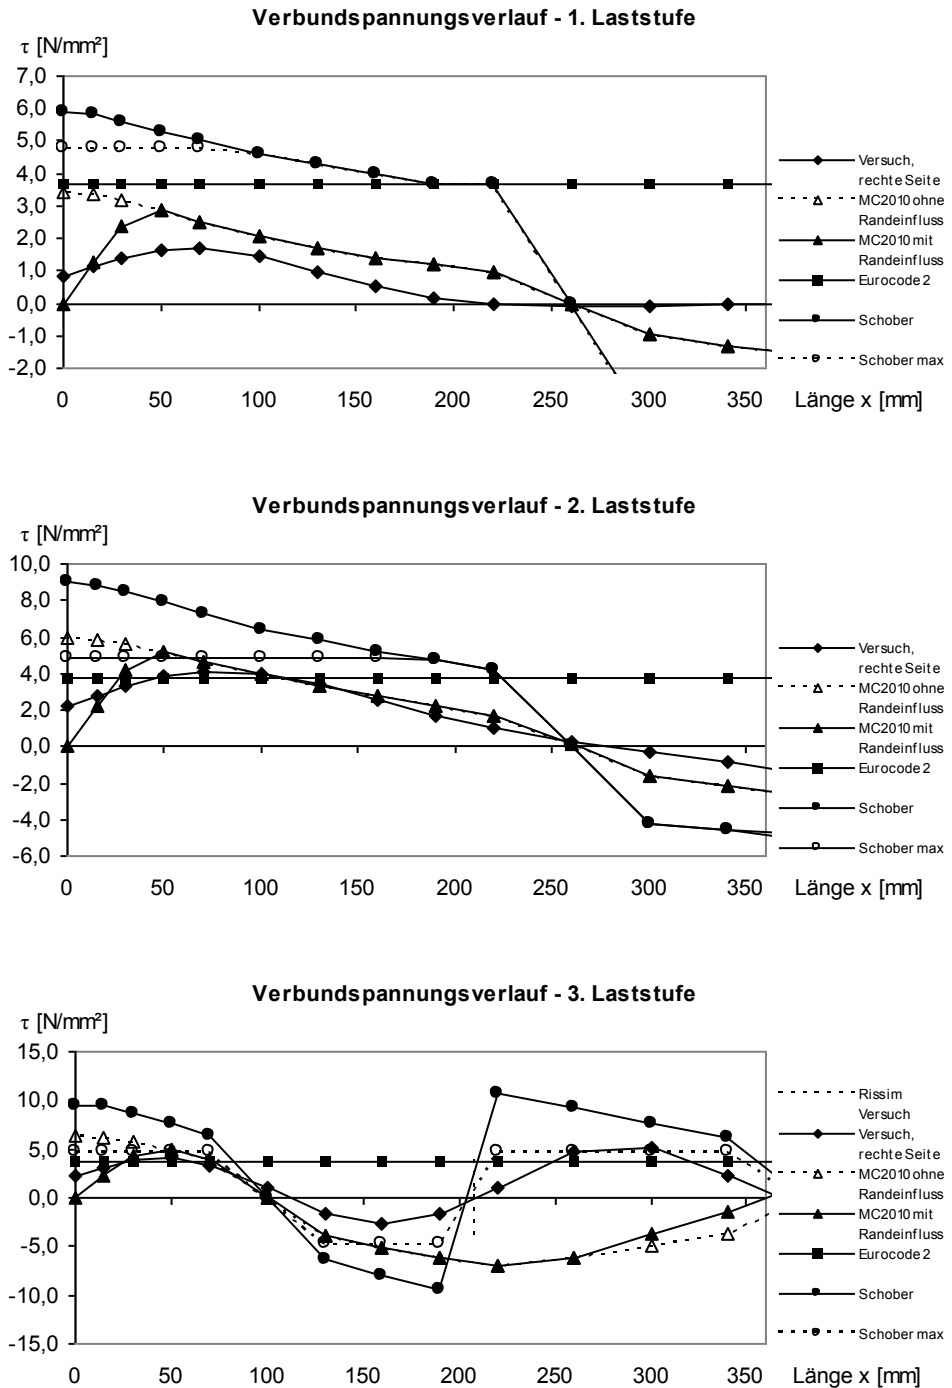 Verbundspannungsverlauf - 1. Laststufe
τ [N/mm²]
7,0
6,0
5,0
4,0
3,0
2,0
1,0
0,0
-1,0
-2,0
0 50 100 150 200 250 300 350 Länge x [mm]
Versuch,
rechte Seite
MC2010 ohne
Randeinfluss
MC2010 mit
Randeinfluss
Eurocode 2
Schober
Schober max
Verbundspannungsverlauf - 2. Laststufe
τ [N/mm²]
10,0
8,0
6,0
4,0
2,0
0,0
-2,0
-4,0
-6,0
0 50 100 150 200 250 300 350 Länge x [mm]
Versuch,
rechte Seite
MC2010 ohne
Randeinfluss
MC2010 mit
Randeinfluss
Eurocode 2
Schober
Schober max
Verbundspannungsverlauf - 3. Laststufe
τ [N/mm²]
15,0
10,0
5,0
0,0
-5,0
-10,0
-15,0
0 50 100 150 200 250 300 350 Länge x [mm]
Riss im
Versuch
Versuch,
rechte Seite
MC2010 ohne
Randeinfluss
MC2010 mit
Randeinfluss
Eurocode 2
Schober
Schober max